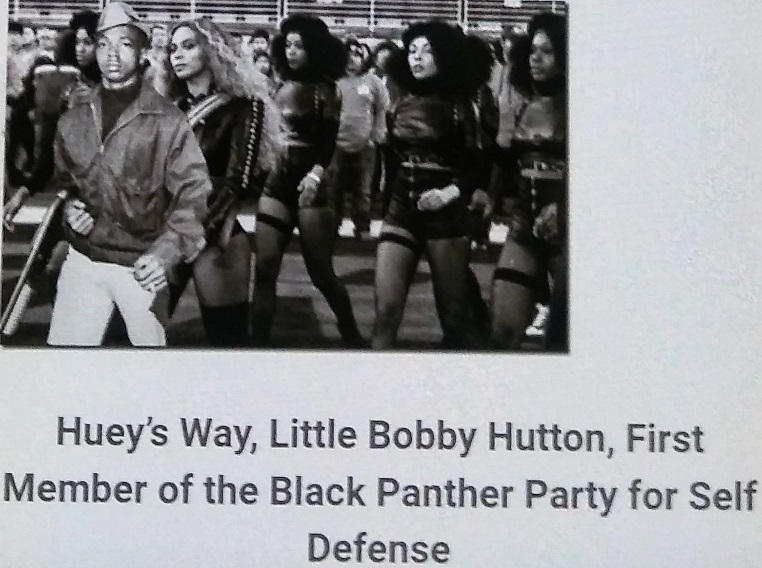 Huey's Way, Little Bobby Hutton, First
Member of the Black Panther Party for Self
Defense